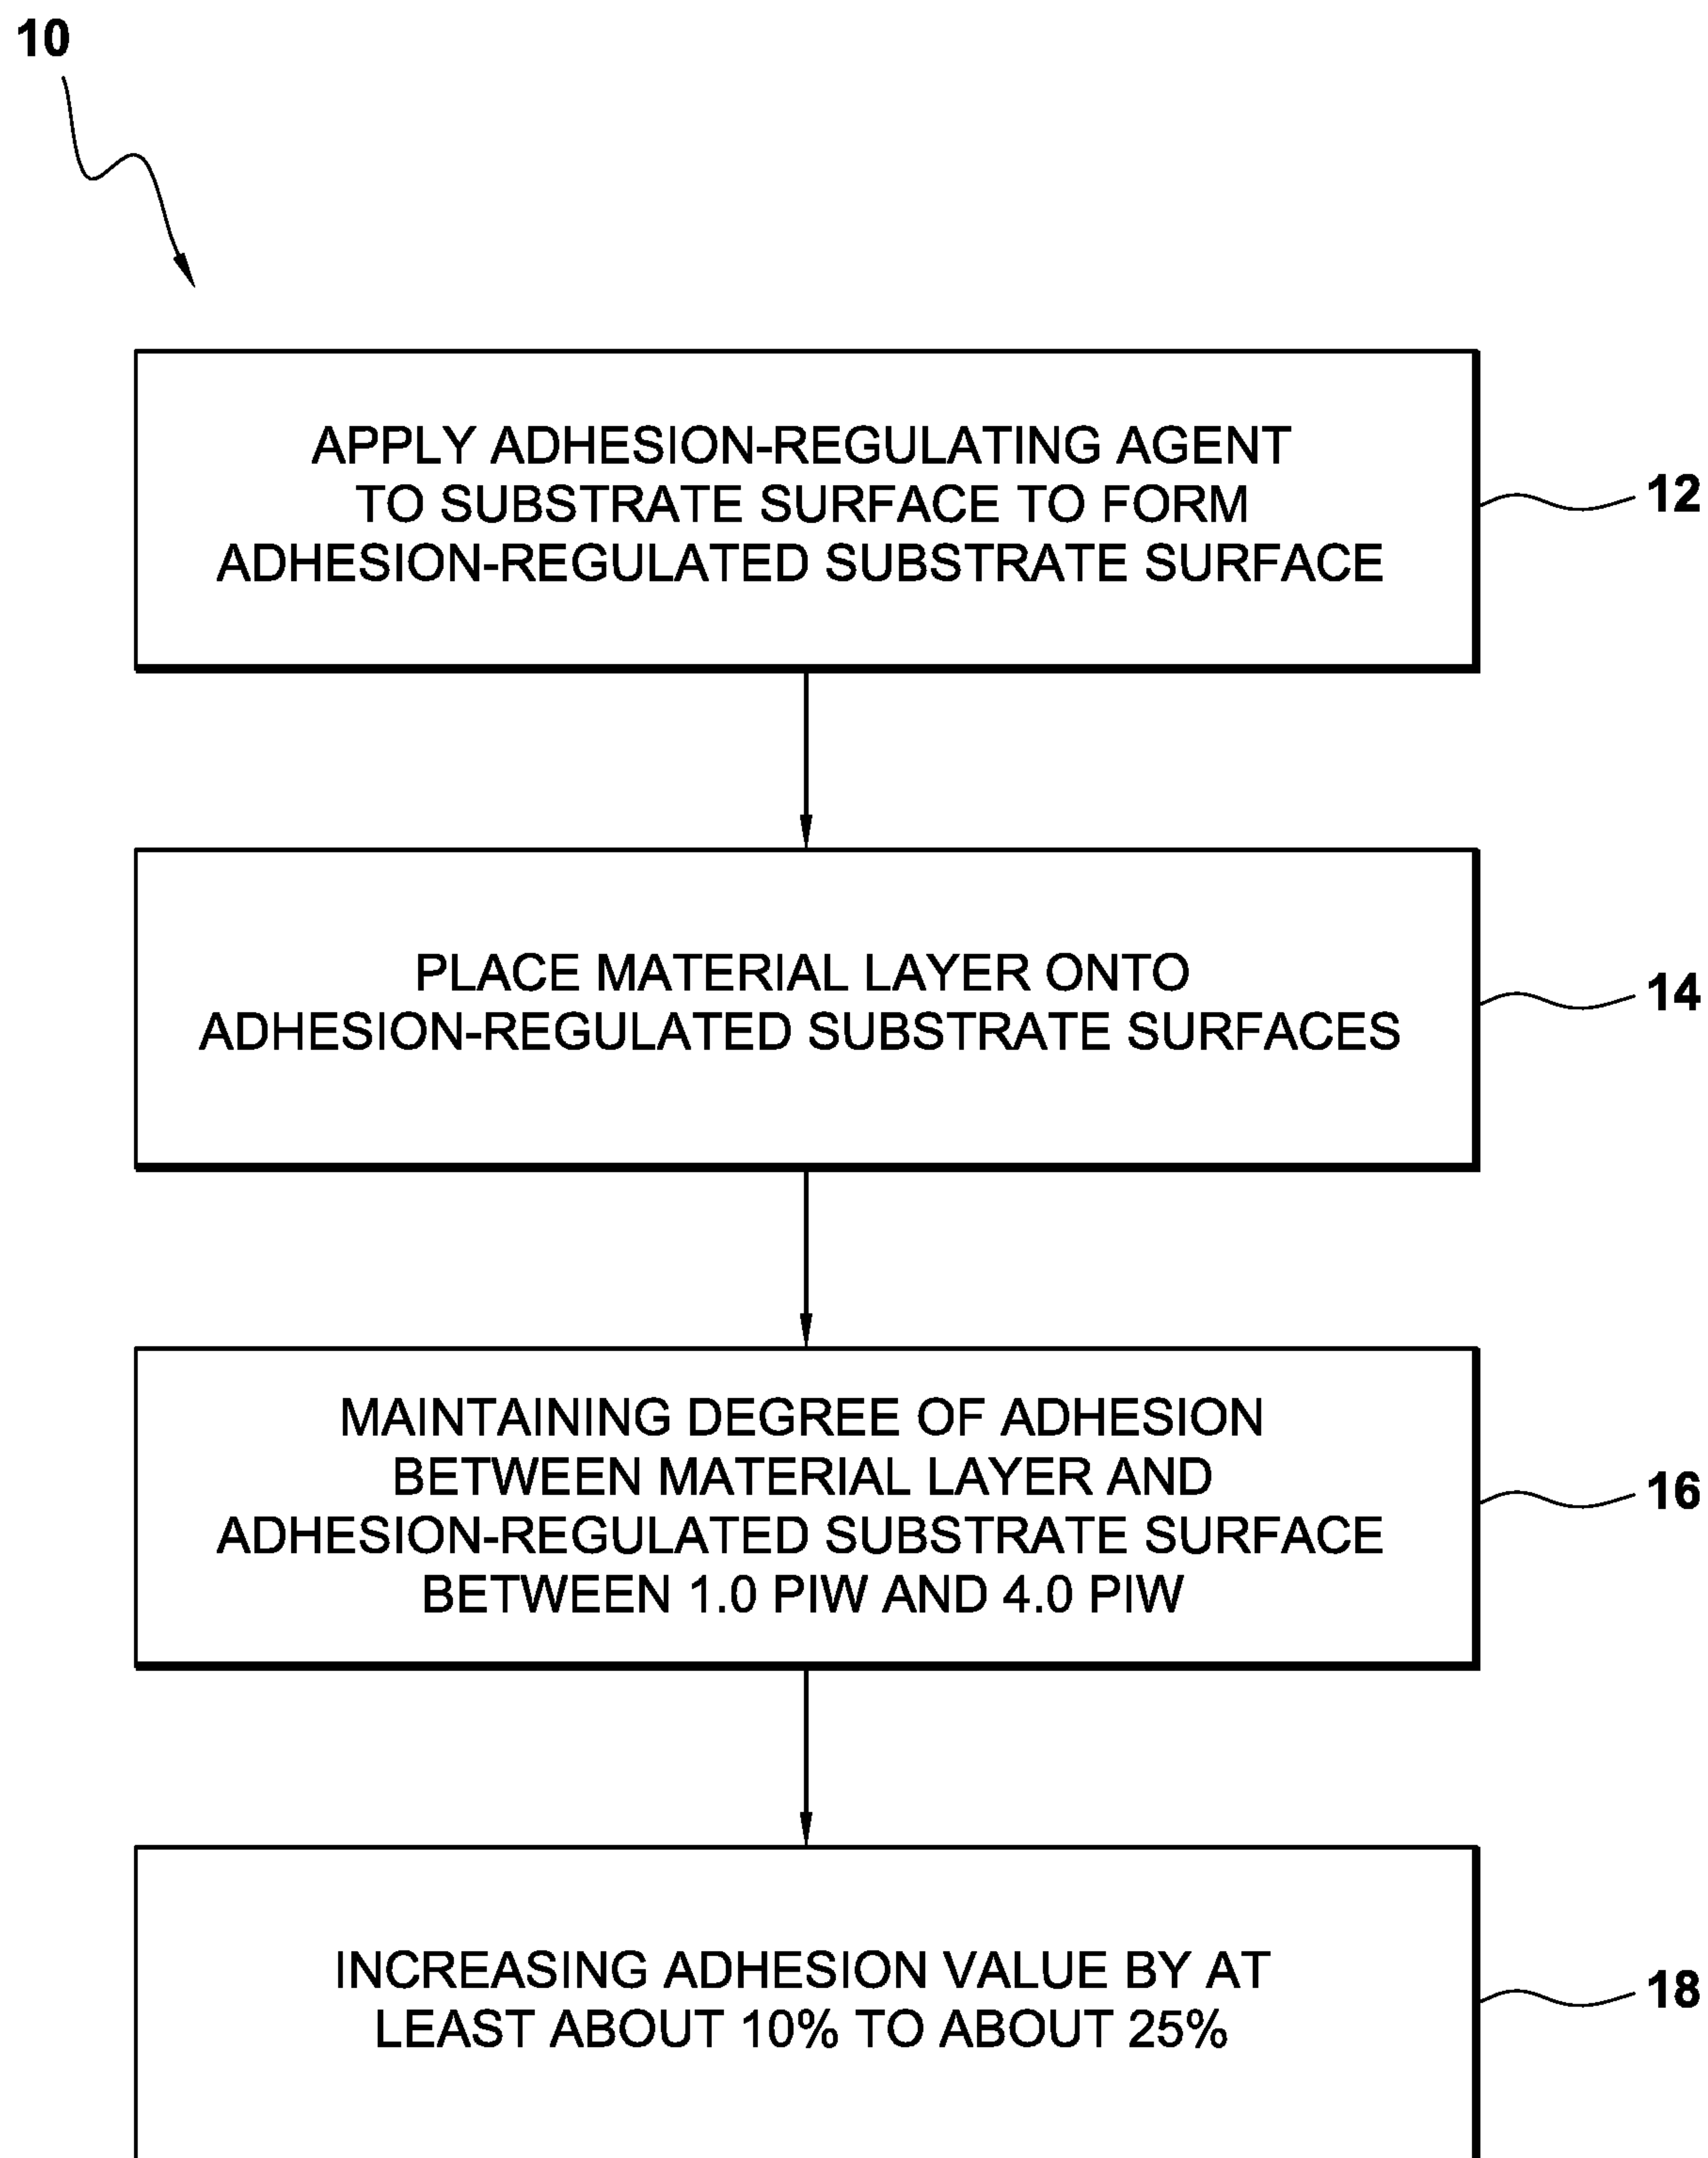 10
APPLY ADHESION-REGULATING AGENT
TO SUBSTRATE SURFACE TO FORM
ADHESION-REGULATED SUBSTRATE SURFACE
12
PLACE MATERIAL LAYER ONTO
ADHESION-REGULATED SUBSTRATE SURFACES
14
MAINTAINING DEGREE OF ADHESION
BETWEEN MATERIAL LAYER AND
ADHESION-REGULATED SUBSTRATE SURFACE
BETWEEN 1.0 PIW AND 4.0 PIW
16
INCREASING ADHESION VALUE BY AT
LEAST ABOUT 10% TO ABOUT 25%
18